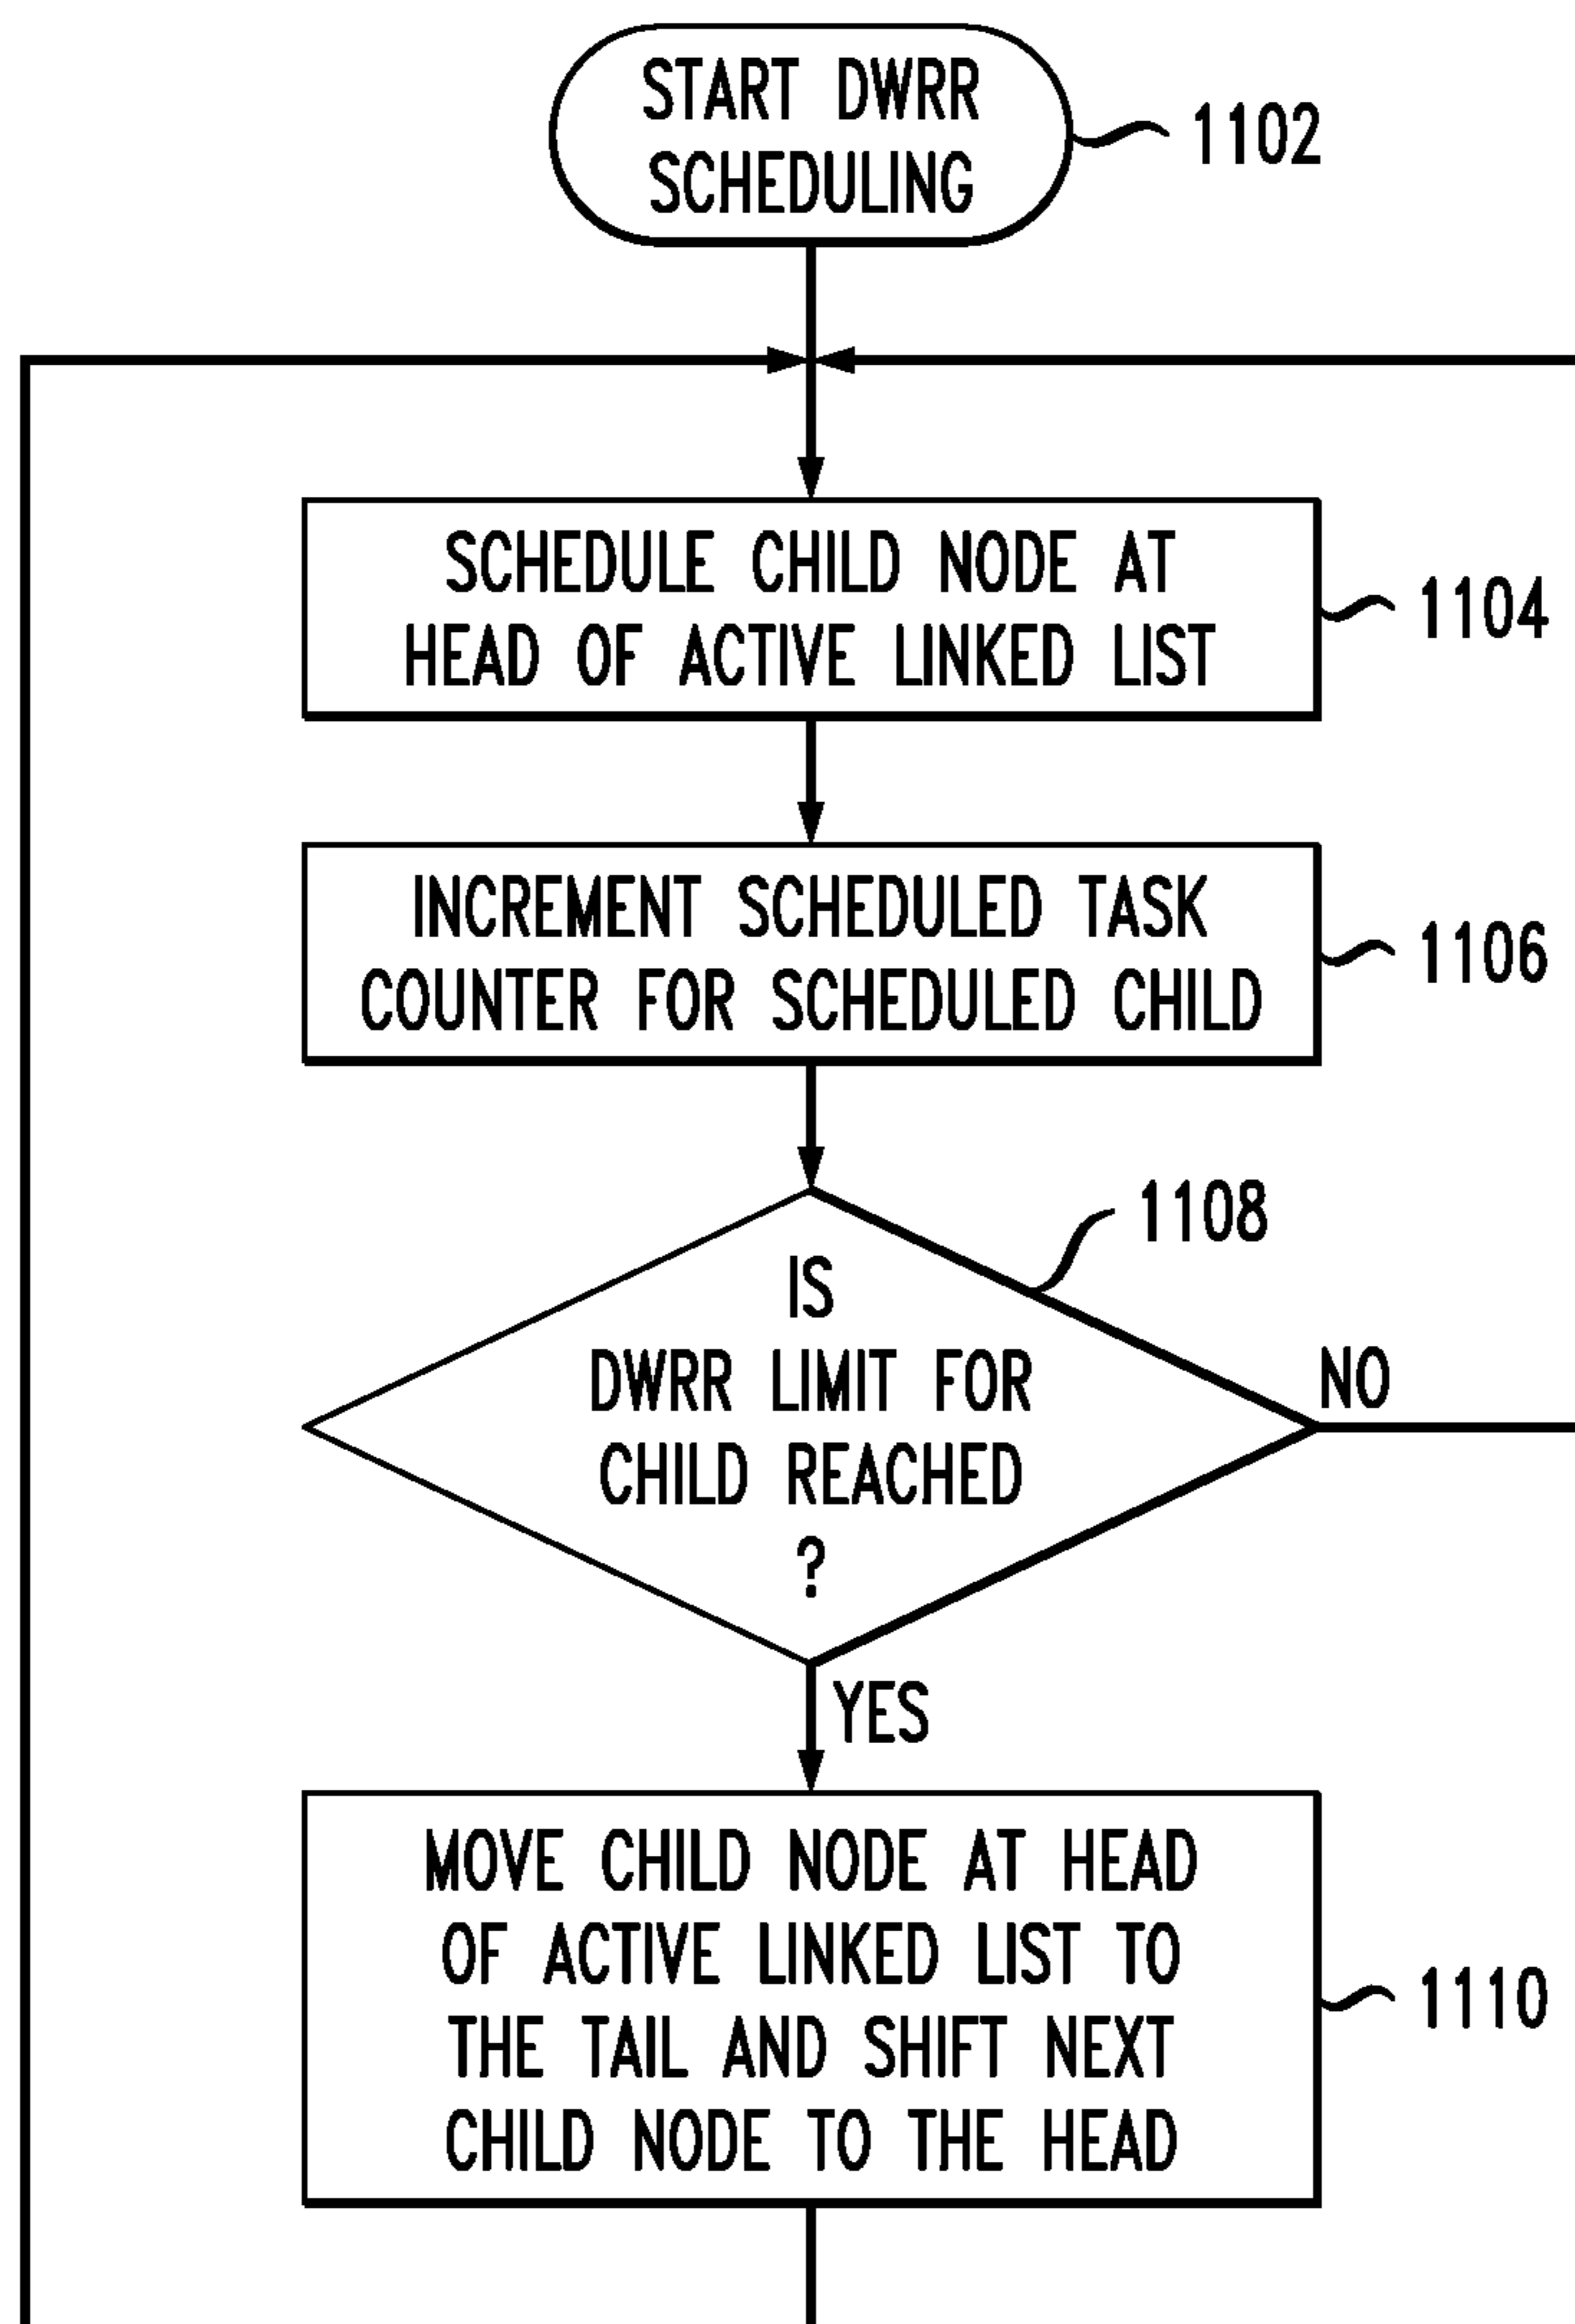 START DWRR
SCHEDULING
1102
SCHEDULE CHILD NODE AT
HEAD OF ACTIVE LINKED LIST
1104
INCREMENT SCHEDULED TASK
COUNTER FOR SCHEDULED CHILD
1106
1108
IS
DWRR LIMIT FOR
CHILD REACHED
?
NO
YES
MOVE CHILD NODE AT HEAD
OF ACTIVE LINKED LIST TO
THE TAIL AND SHIFT NEXT
CHILD NODE TO THE HEAD
1110